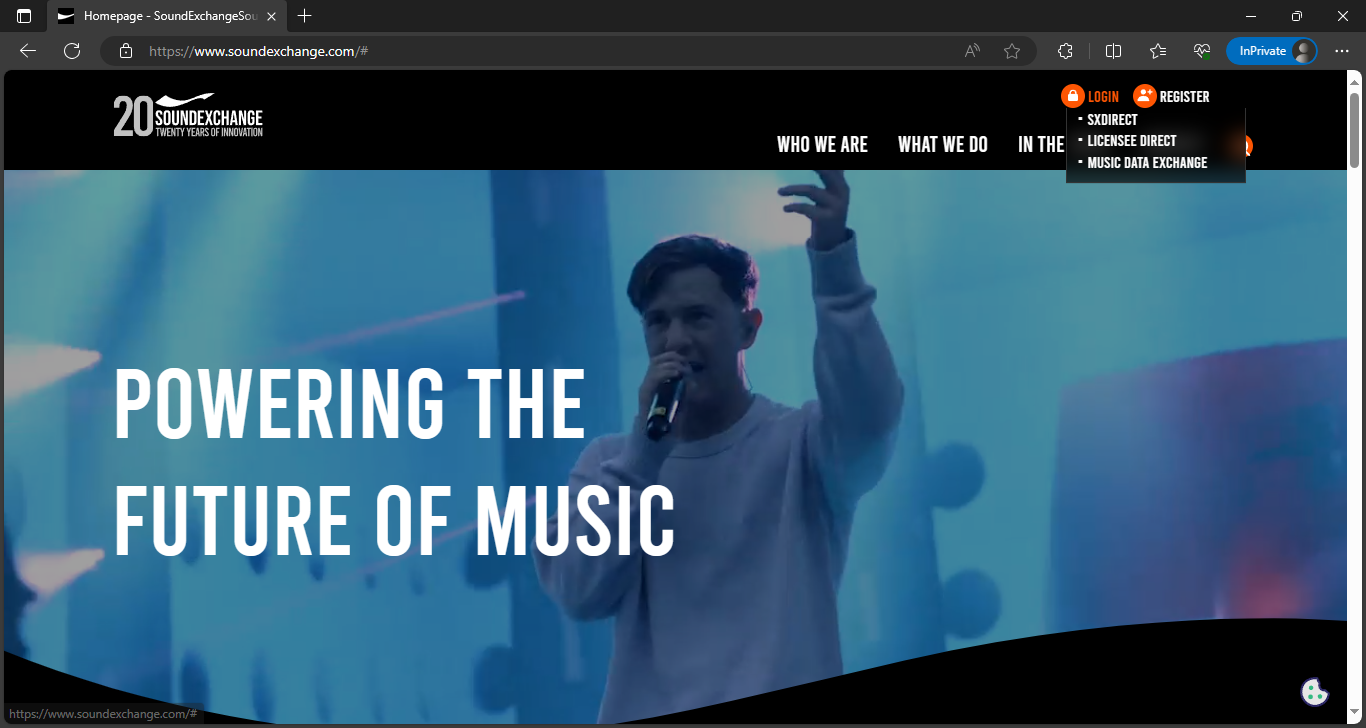 Homepage - SoundExchangeSou
https://www.soundexchange.com/#
InPrivate
20 SOUNDEXCHANGE
TWENTY YEARS OF INNOVATION
LOGIN
REGISTER
SXDIRECT
LICENSEE DIRECT
MUSIC DATA EXCHANGE
WHO WE ARE
WHAT WE DO
IN THE
POWERING THE
FUTURE OF MUSIC
https://www.soundexchange.com/#